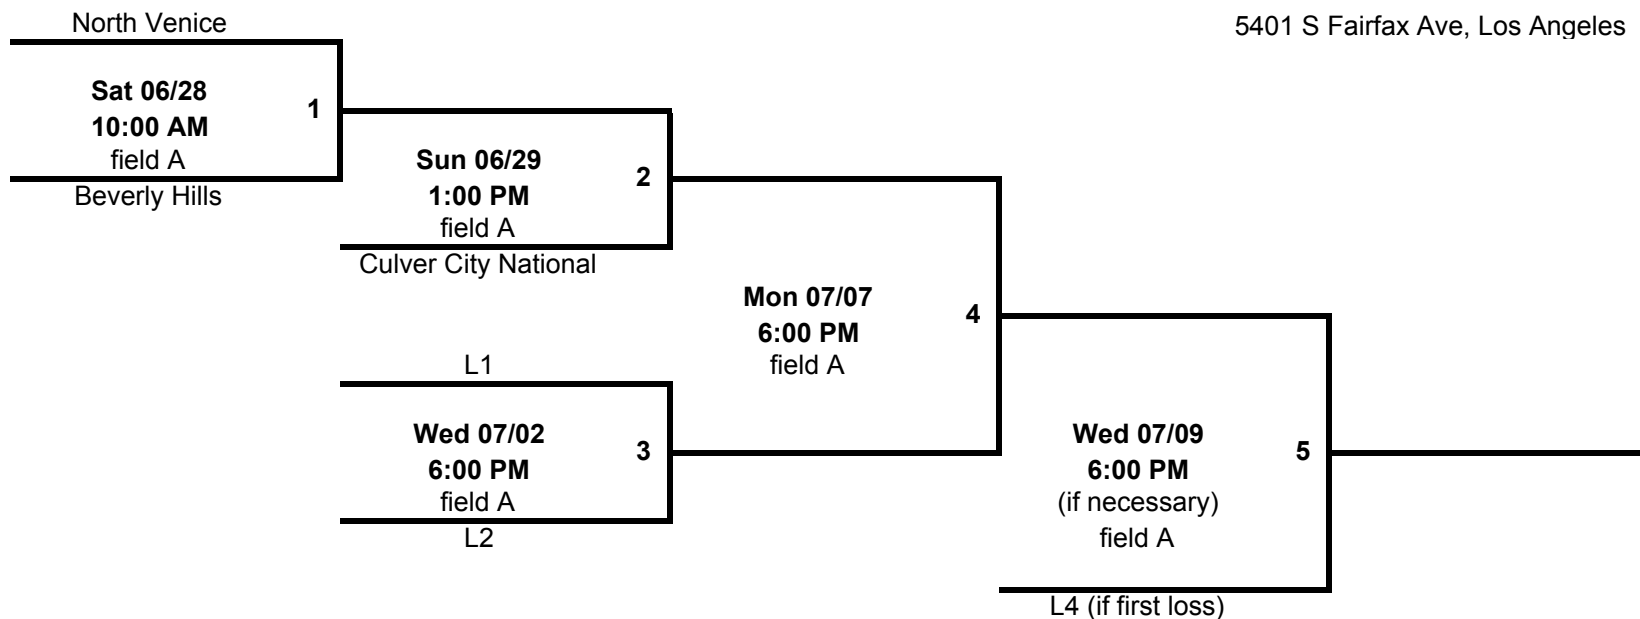 North Venice
5401 S Fairfax Ave, Los Angeles
Sat 06/28
10:00 AM
field A
1
Beverly Hills
Sun 06/29
1:00 PM
field A
2
Culver City National
Mon 07/07
6:00 PM
field A
4
L1
Wed 07/02
6:00 PM
field A
3
L2
Wed 07/09
6:00 PM
(if necessary)
field A
5
L4 (if first loss)